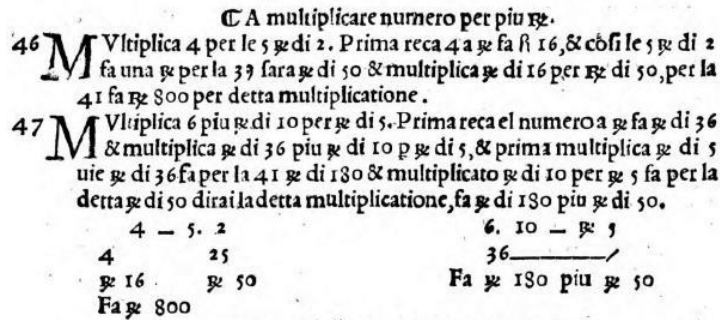 ℂ A multiplicare numero per piu ℞.
46 MVltiplica 4 per le 5 ℞ di 2. Prima reca 4 a ℞ fa ß 16, & cosi le 5 ℞ di 2
fa una ℞ per la 39 sara ℞ di 50 & multiplica ℞ di 16 per ℞ di 50, per la
41 fa ℞ 800 per detta multiplicatione.
47 MVltiplica 6 piu ℞ di 10 per ℞ di 5. Prima reca el numero a ℞ fa ℞ di 36
& multiplica ℞ di 36 piu ℞ di 10 p ℞ di 5, & prima multiplica ℞ di 5
uie ℞ di 36 fa per la 41 ℞ di 180 & multiplicato ℞ di 10 per ℞ 5 fa per la
detta ℞ di 50 dirai la detta multiplicatione, fa ℞ di 180 piu ℞ di 50.
4 — 5. 2
4 25
℞ 16 ℞ 50
Fa ℞ 800
6. 10 — ℞ 5
36————/
Fa ℞ 180 piu ℞ 50